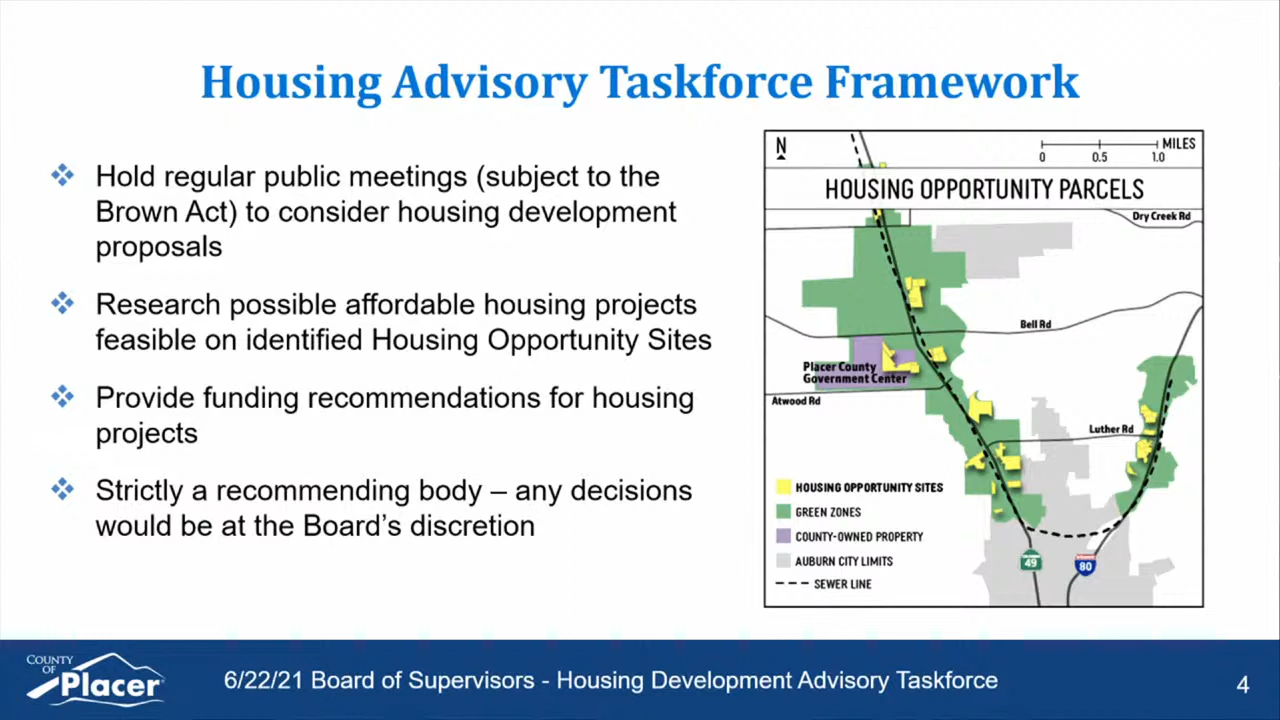 Housing Advisory Taskforce Framework
❖ Hold regular public meetings (subject to the
Brown Act) to consider housing development
proposals
❖ Research possible affordable housing projects
feasible on identified Housing Opportunity Sites
❖ Provide funding recommendations for housing
projects
❖ Strictly a recommending body – any decisions
would be at the Board's discretion
N
MILES
0 0.5 1.0
HOUSING OPPORTUNITY PARCELS
Dry Creek Rd
Bell Rd
Placer County
Government Center
Atwood Rd
Luther Rd
HOUSING OPPORTUNITY SITES
GREEN ZONES
COUNTY-OWNED PROPERTY
AUBURN CITY LIMITS
SEWER LINE
49
80
COUNTY
OF
Placer
6/22/21 Board of Supervisors - Housing Development Advisory Taskforce
4